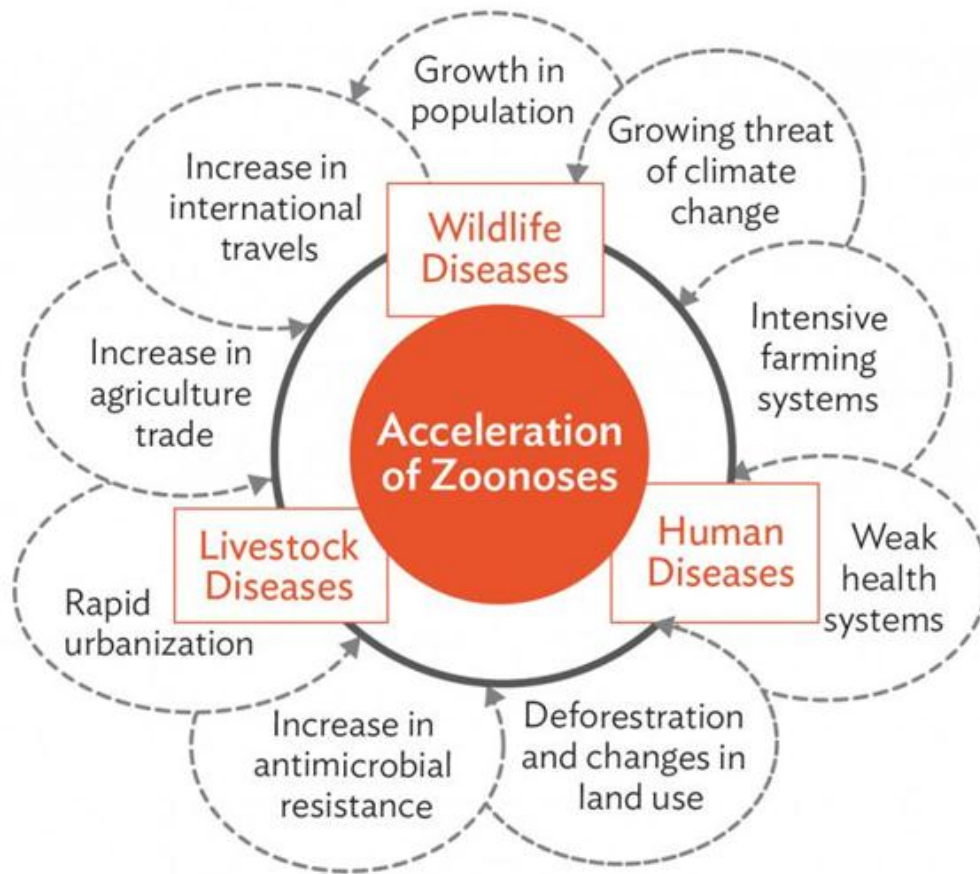 Growth in
population
Growing threat
of climate
change
Intensive
farming
systems
Weak
health
systems
Deforestration
and changes in
land use
Increase in
antimicrobial
resistance
Rapid
urbanization
Increase in
agriculture
trade
Increase in
international
travels
Wildlife
Diseases
Human
Diseases
Livestock
Diseases
Acceleration
of Zoonoses